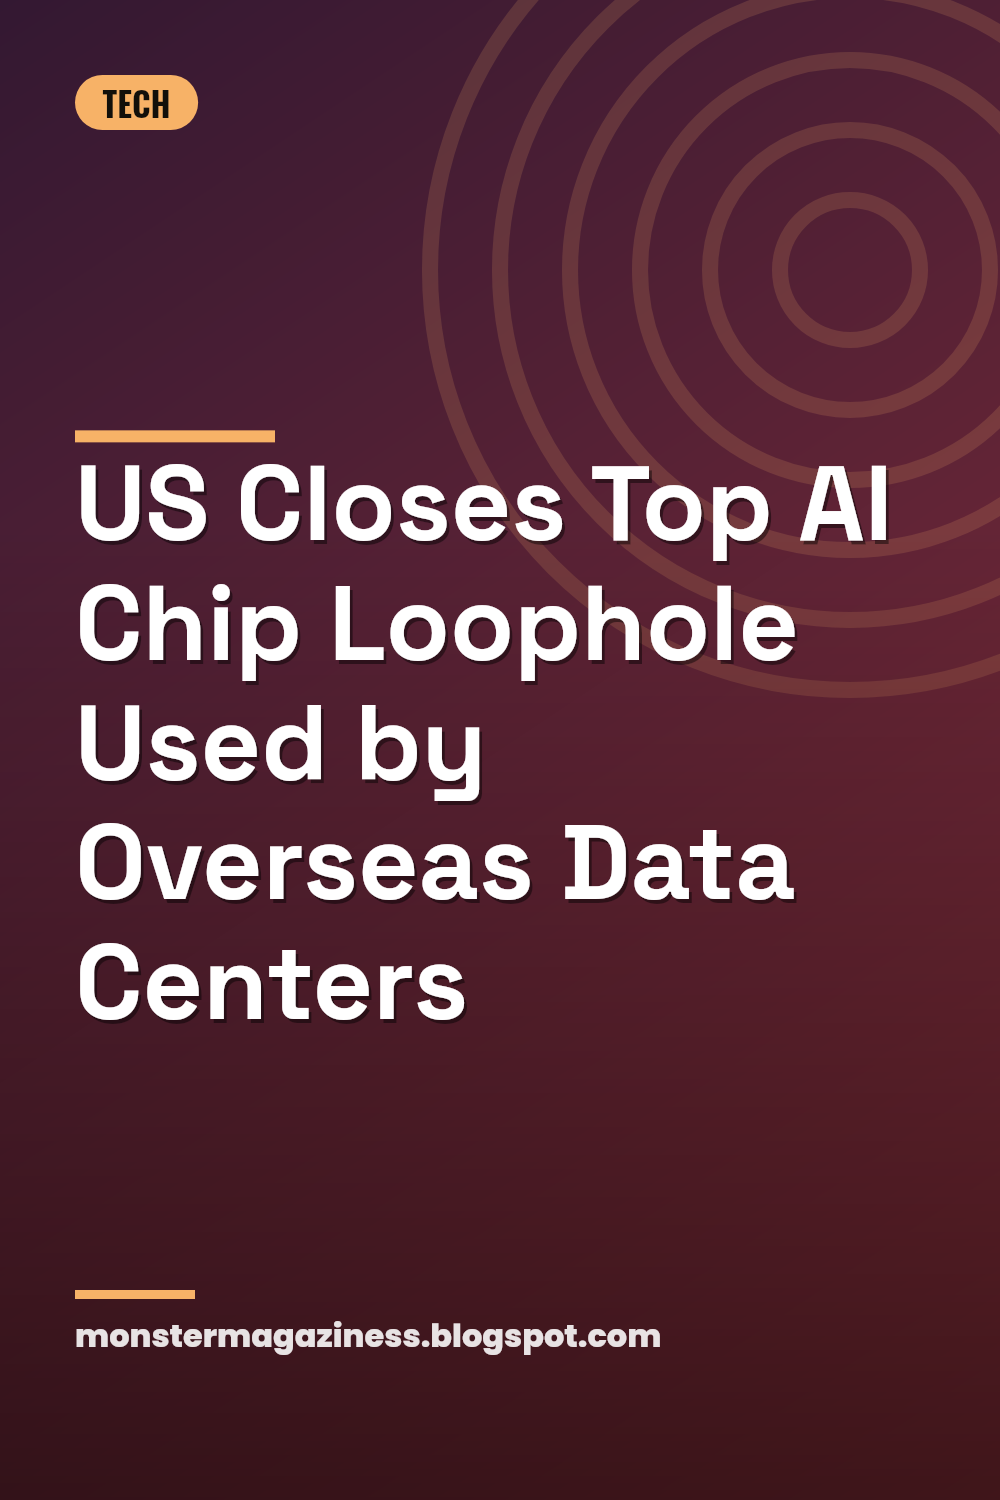 TECH
US Closes Top AI
Chip Loophole
Used by
Overseas Data
Centers
monstermagaziness.blogspot.com